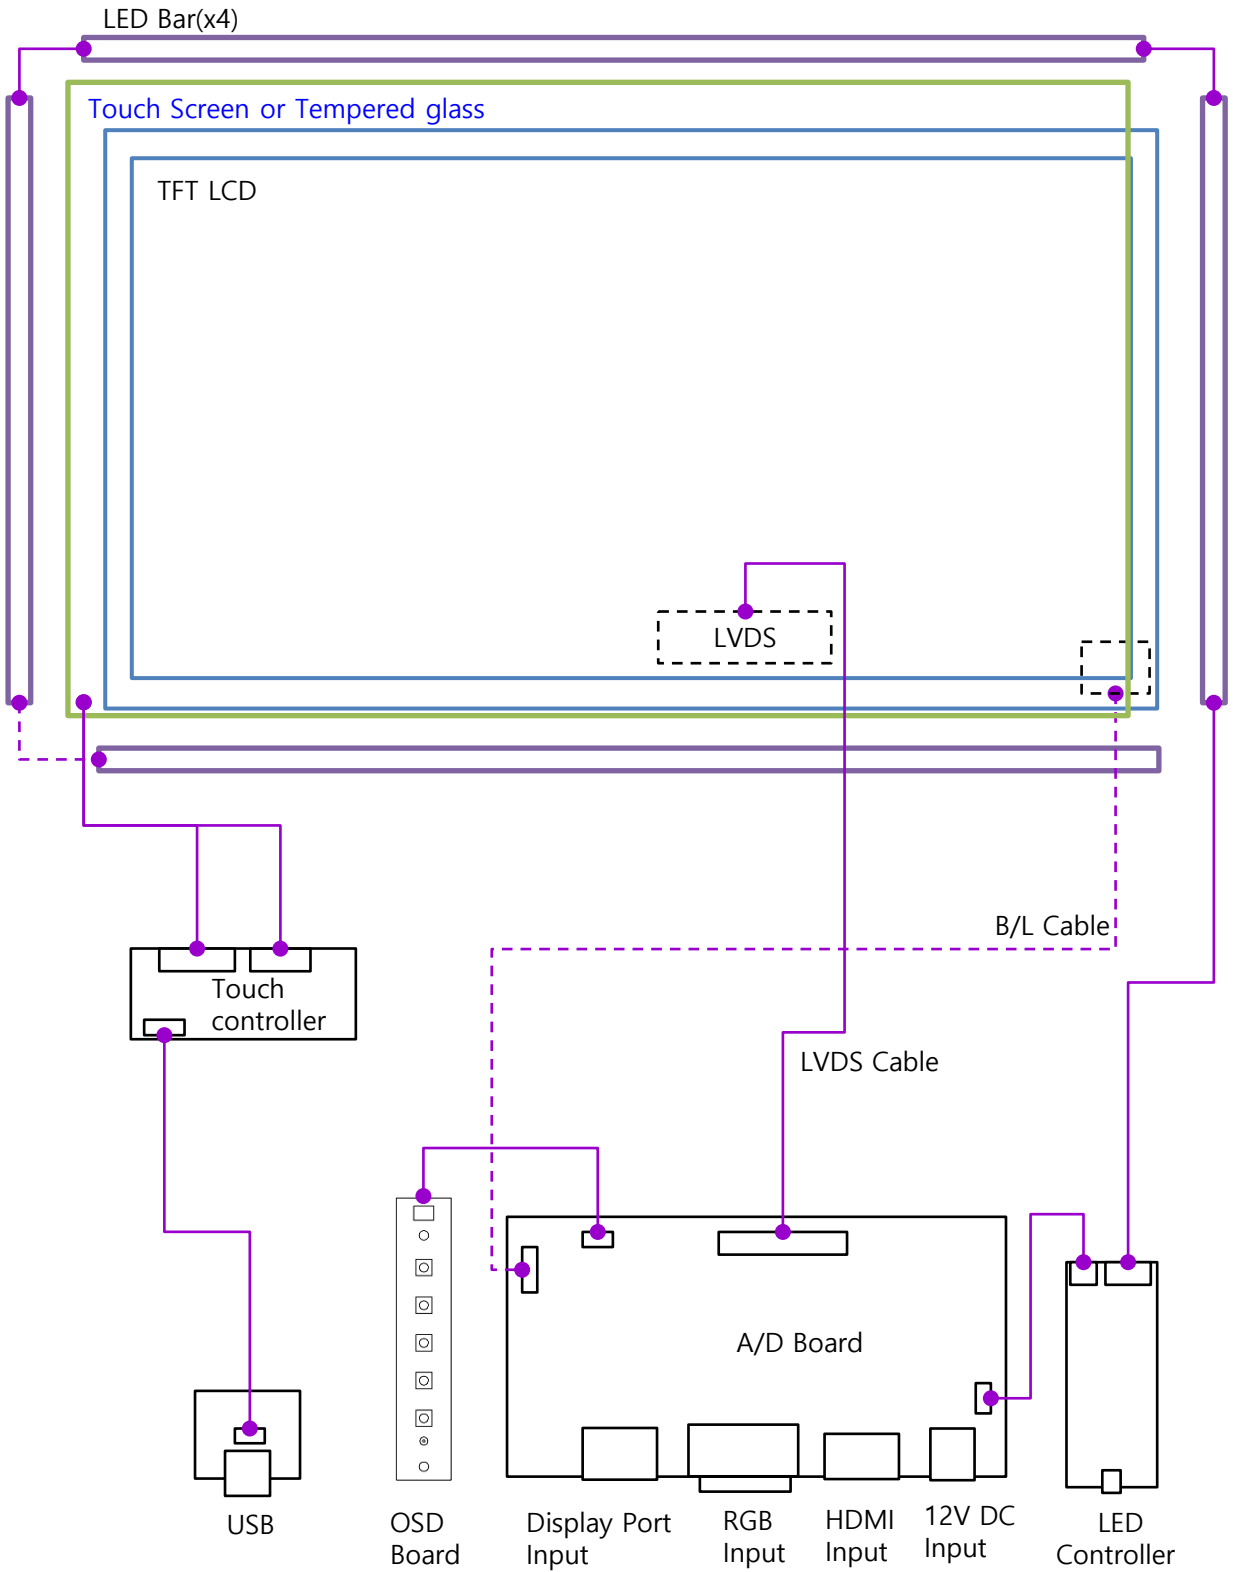 LED Bar(x4)
Touch Screen or Tempered glass
TFT LCD
LVDS
B/L Cable
Touch
controller
LVDS Cable
A/D Board
USB
OSD
Board
Display Port
Input
RGB
Input
HDMI
Input
12V DC
Input
LED
Controller